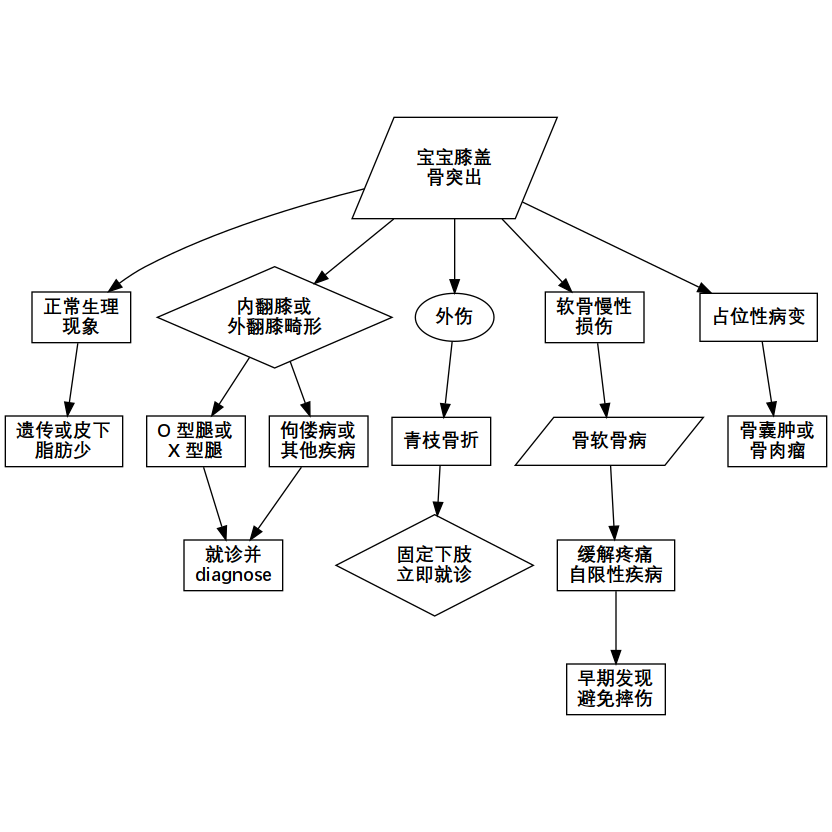 宝宝膝盖
骨突出
正常生理
现象
内翻膝或
外翻膝畸形
外伤
软骨慢性
损伤
占位性病变
遗传或皮下
脂肪少
O 型腿或
X 型腿
佝偻病或
其他疾病
青枝骨折
骨软骨病
骨囊肿或
骨肉瘤
就诊并
diagnose
固定下肢
立即就诊
缓解疼痛
自限性疾病
早期发现
避免摔伤